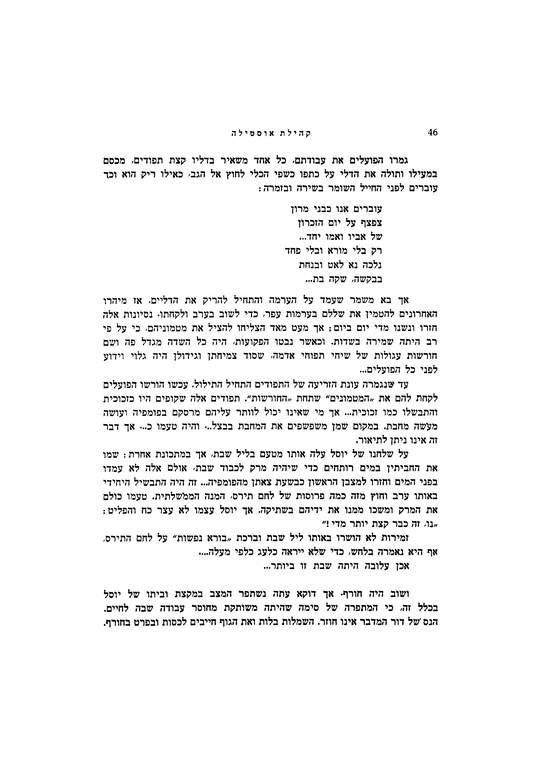 46
קהילת אוסטילה
גמרו הפועלים את עבודתם, כל אחד משאיר בדליו קצת תפודים, מכסם
במעילו ותולה את הדלי על כתפו כשפי הכלי לחוץ אל הגב, כאילו ריק הוא וכך
עוברים לפני החייל השומר בשירה ובזמרה :
עוברים אנו כבני מרון
צפצף על יום הזכרון
של אביו ואמו יחד...
רק בלי מורא ובלי פחד
נלכה נא לאט ובנחת
בבקשה, שקה בת...
אך בא משמר שעמד על הערמה והתחיל להריק את הדליים, אז מיהרו
האחרונים להטמין את שללם בערמות עפר, כדי לשוב בערב ולקחתו, נסיונות אלה
חזרו ונשנו מדי יום ביום ; אך מעט מאד הצליחו להציל את מטמוניהם, כי על פי
רב היתה שמירה בשדות. וכאשר נבטו הפקועות, היה כל השדה מגדל פה ושם
חורשות עגולות של שיחי תפוחי אדמה, שסוד צמיחתן וגידולן היה גלוי וידוע
לפני כל הפועלים...
עד שנגמרה עונת הזריעה של התפודים התחיל התילול. עכשו הורשו הפועלים
לקחת להם את „המטמונים" שתחת „החורשות". תפודים אלה שקופים היו כזכוכית
והתבשלו כמו זכוכית... אך מי שאינו יכול לוותר עליהם מרסקם בפומפיה ועושה
מעשה מחבת. במקום שמן משפשפים את המחבת בבצל.., והיה טעמו כ... אך דבר
זה אינו ניתן לתיאור.
על שלחנו של יוסל עלה אותו מטעם בליל שבת, אך במתכונת אחרת : שמו
את החביתין במים רותחים כדי שיהיה מרק לכבוד שבת, אולם אלה לא עמדו
בפני המים וחזרו למצבן הראשון כבשעת צאתן מהפומפיה... זה היה התבשיל היחידי
באותו ערב וחוץ מזה כמה פרוסות של לחם תירס, המנה הממשלתית. טעמו כולם
את המרק ומשכו ממנו את ידיהם בשתיקה. אך יוסל עצמו לא עצר כח והפליט :
„נו, זה כבר קצת יותר מדי !"
זמירות לא הושרו באותו ליל שבת וברכת „בורא נפשות" על לחם התירס,
אף היא נאמרה בלחש, כדי שלא ייראה כלעג כלפי מעלה....
אכן עלובה היתה שבת זו ביותר...
ושוב היה חורף. אך דוקא עתה נשתפר המצב במקצת וביתו של יוסל
בכלל זה, כי המתפרה של סימה שהיתה משותקת מחוסר עבודה שבה לחיים.
הנס של דור המדבר אינו חוזר. השמלות בלות ואת הגוף חייבים לכסות ובפרט בחורף.